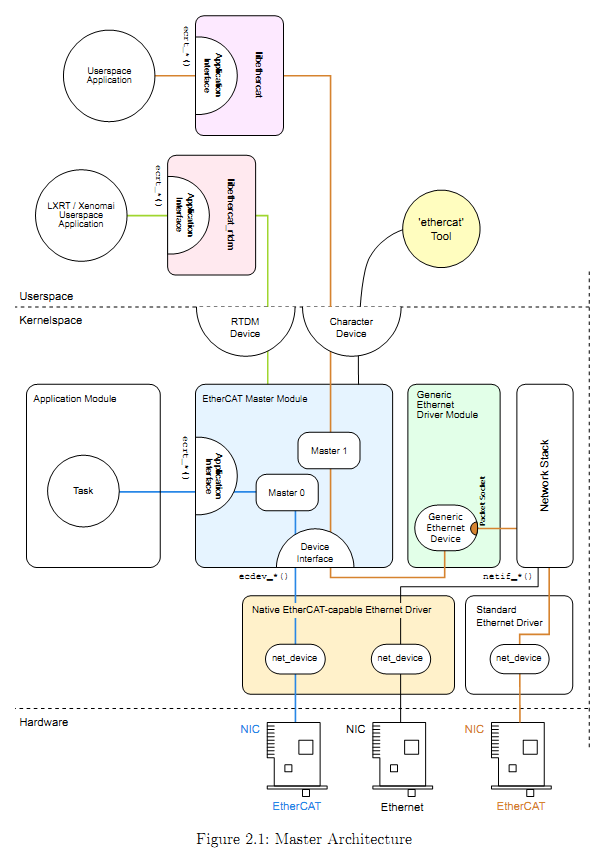 ecrt_*()
Application
Interface
libethercat
Userspace
Application
ecrt_*()
Application
Interface
libethercat_rtdm
LXRT / Xenomai
Userspace
Application
'ethercat'
Tool
Userspace
Kernelspace
RTDM
Device
Character
Device
Application Module
EtherCAT Master Module
Generic
Ethernet
Driver Module
Network Stack
ecrt_*()
Application
Interface
Master 1
Master 0
Task
Packet Socket
Generic
Ethernet
Device
Device
Interface
ecdev_*()
netif_*()
Native EtherCAT-capable Ethernet Driver
Standard
Ethernet Driver
net_device
net_device
net_device
Hardware
NIC
NIC
NIC
EtherCAT
Ethernet
EtherCAT
Figure 2.1: Master Architecture